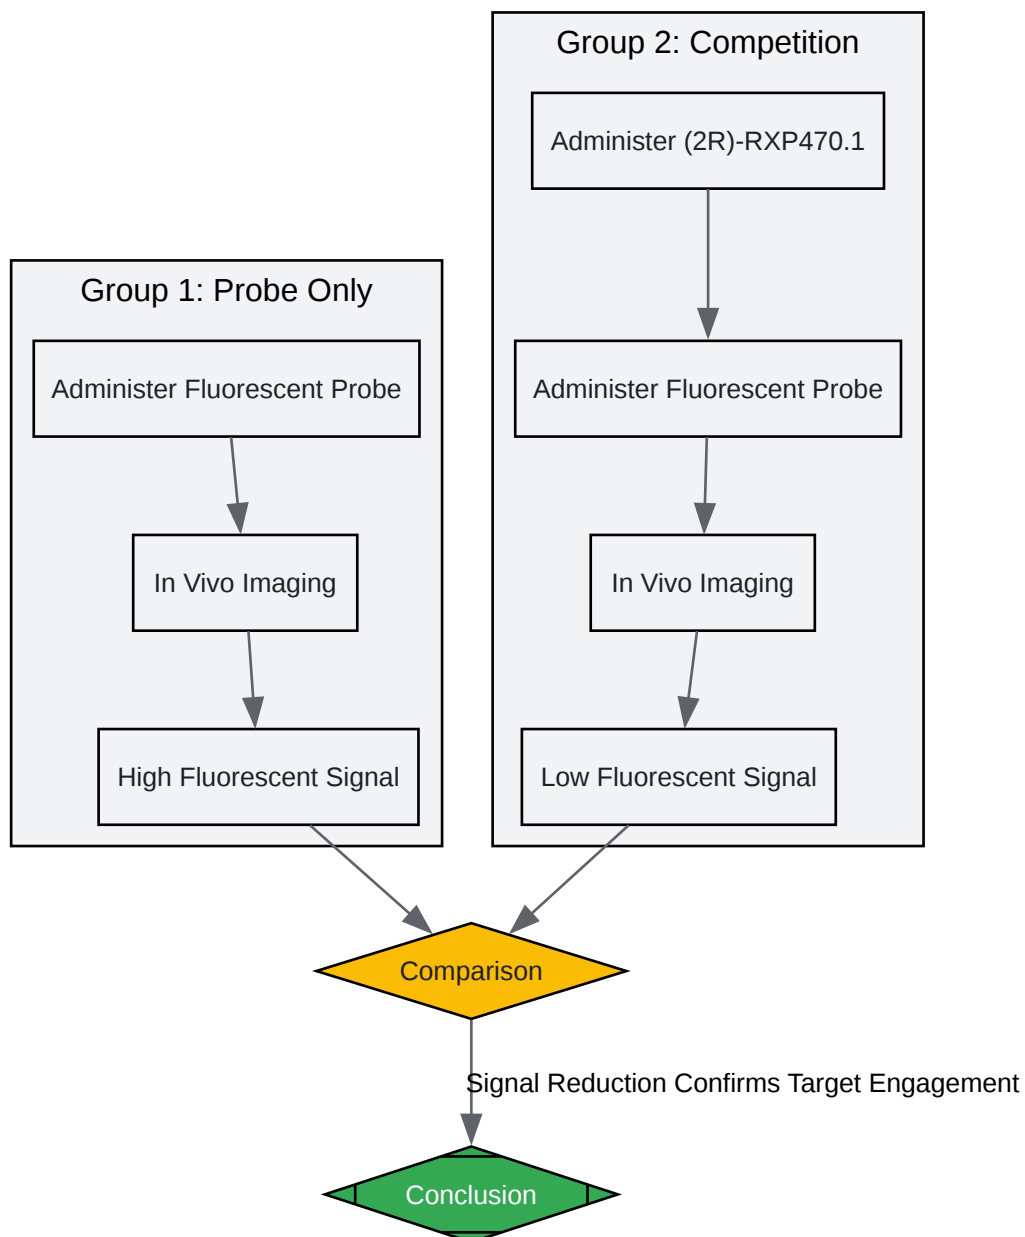 Group 2: Competition
Administer (2R)-RXP470.1
Group 1: Probe Only
Administer Fluorescent Probe
Administer Fluorescent Probe
In Vivo Imaging
In Vivo Imaging
High Fluorescent Signal
Low Fluorescent Signal
Comparison
Signal Reduction Confirms Target Engagement
Conclusion